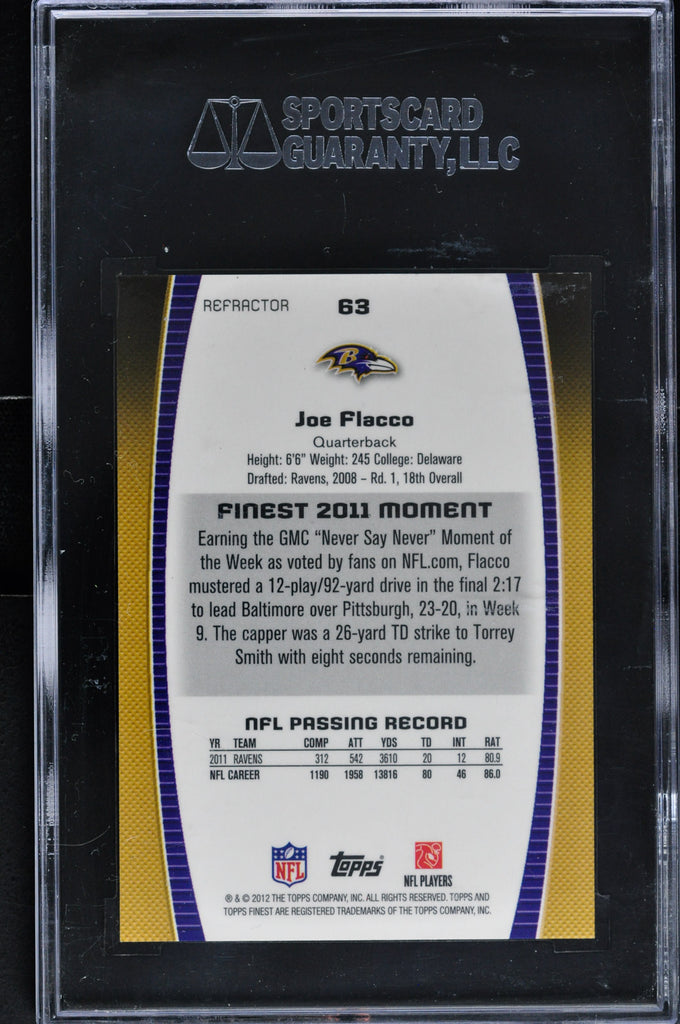 SPORTSCARD
GUARANTY, LLC
REFRACTOR 63
B
Joe Flacco
Quarterback
Height: 6'6" Weight: 245 College: Delaware
Drafted: Ravens, 2008 – Rd. 1, 18th Overall
FINEST 2011 MOMENT
Earning the GMC “Never Say Never” Moment of
the Week as voted by fans on NFL.com, Flacco
mustered a 12-play/92-yard drive in the final 2:17
to lead Baltimore over Pittsburgh, 23-20, in Week
9. The capper was a 26-yard TD strike to Torrey
Smith with eight seconds remaining.
NFL PASSING RECORD
YR TEAM COMP ATT YDS TD INT RAT
2011 RAVENS 312 542 3610 20 12 80.9
NFL CAREER 1190 1958 13816 80 46 86.0
NFL Topps NFL PLAYERS
® & © 2012 THE TOPPS COMPANY, INC. ALL RIGHTS RESERVED. TOPPS AND
TOPPS FINEST ARE REGISTERED TRADEMARKS OF THE TOPPS COMPANY, INC.